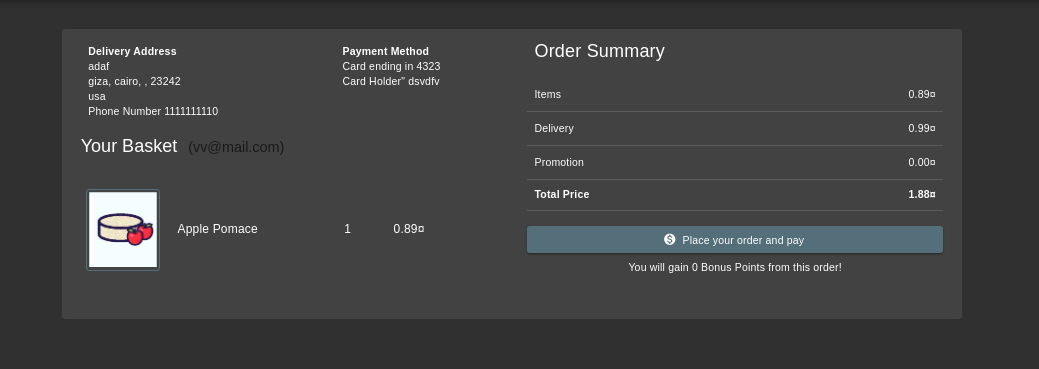 Delivery Address
adaf
giza, cairo, , 23242
usa
Phone Number 1111111110
Payment Method
Card ending in 4323
Card Holder" dsvdfv
Your Basket (vv@mail.com)
Apple Pomace 1 0.89¤
Order Summary
Items 0.89¤
Delivery 0.99¤
Promotion 0.00¤
Total Price 1.88¤
Place your order and pay
You will gain 0 Bonus Points from this order!